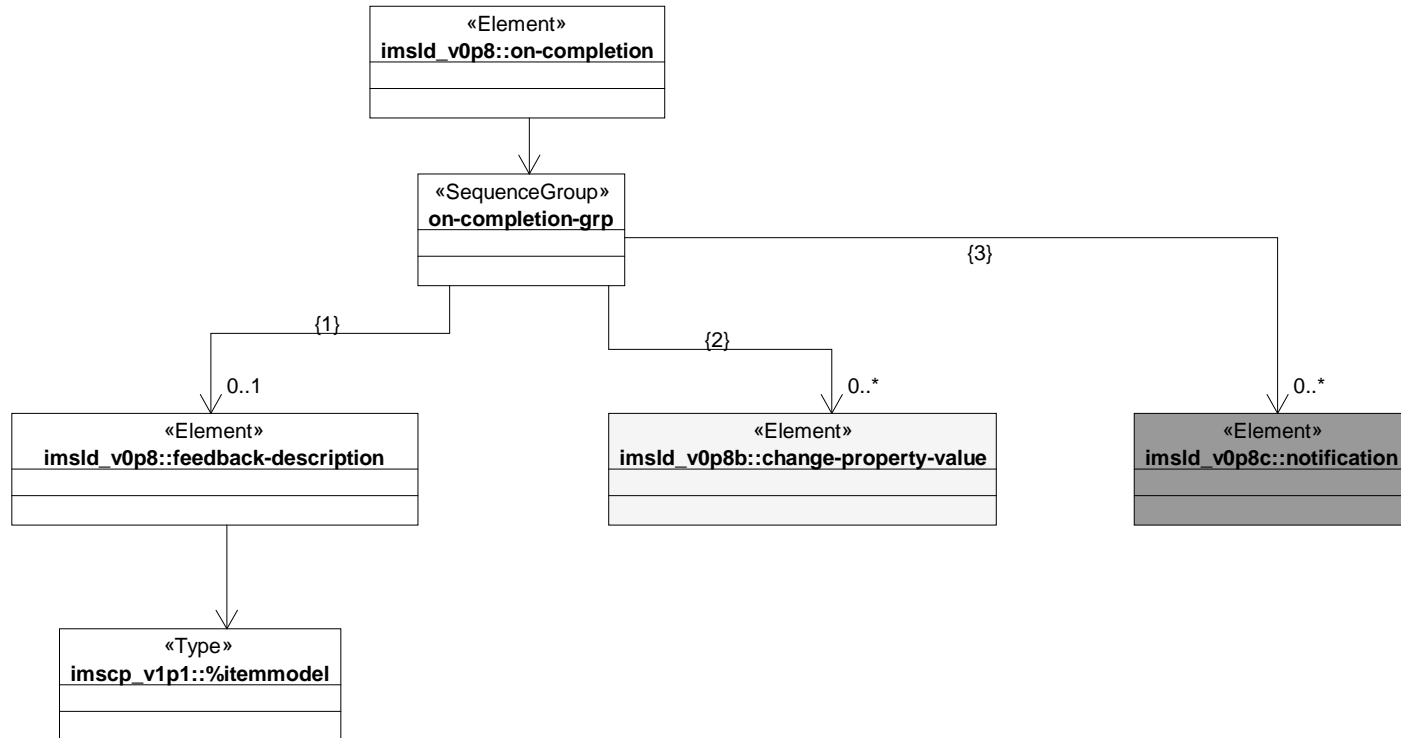 «Element»
imsld_v0p8::on-completion
«SequenceGroup»
on-completion-grp
{3}
{1}
{2}
0..1
0..*
0..*
«Element»
imsld_v0p8::feedback-description
«Element»
imsld_v0p8b::change-property-value
«Element»
imsld_v0p8c::notification
«Type»
imscp_v1p1::%itemmodel